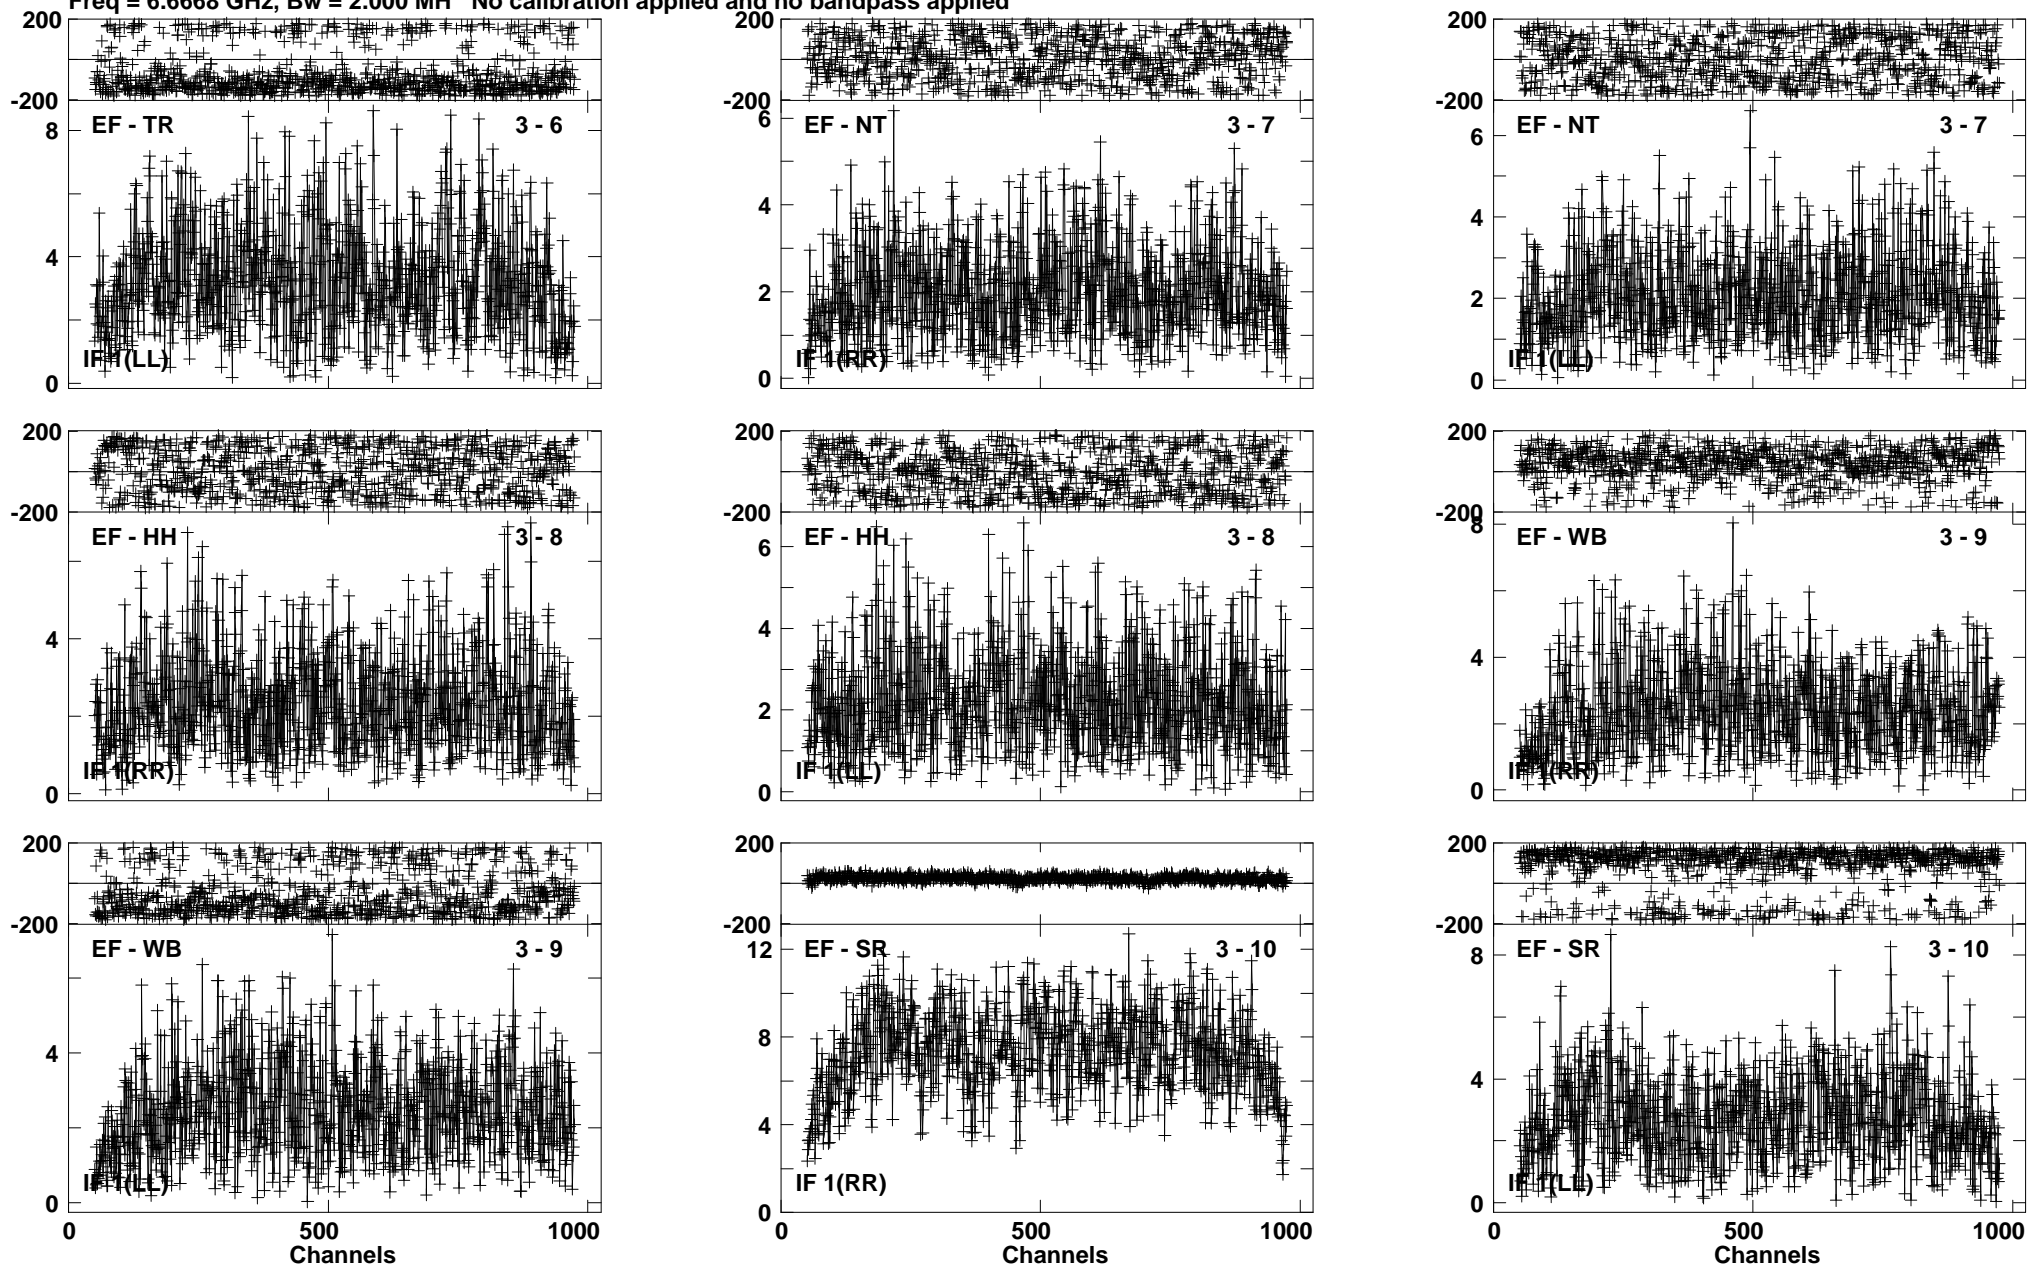 Freq = 6.6668 GHz, Bw = 2.000 MH No calibration applied and no bandpass applied
200
-200
EF - TR 3 - 6
8
4
IF 1(LL)
0
-200
EF - NT 3 - 7
6
4
2
IF 1(RR)
0
200
-200
EF - NT 3 - 7
6
4
2
IF 1(LL)
0
200
-200
EF - HH 3 - 8
4
IF 1(RR)
0
200
-200
EF - HH 3 - 8
6
4
2
IF 1(LL)
0
200
-200
8
EF - WB 3 - 9
4
IF 1(RR)
0
200
-200
EF - WB 3 - 9
4
IF 1(LL)
0
0 500 1000
Channels
200
-200
12
EF - SR 3 - 10
8
4
IF 1(RR)
0
0 500 1000
Channels
200
-200
EF - SR 3 - 10
8
4
IF 1(LL)
0
0 500 1000
Channels